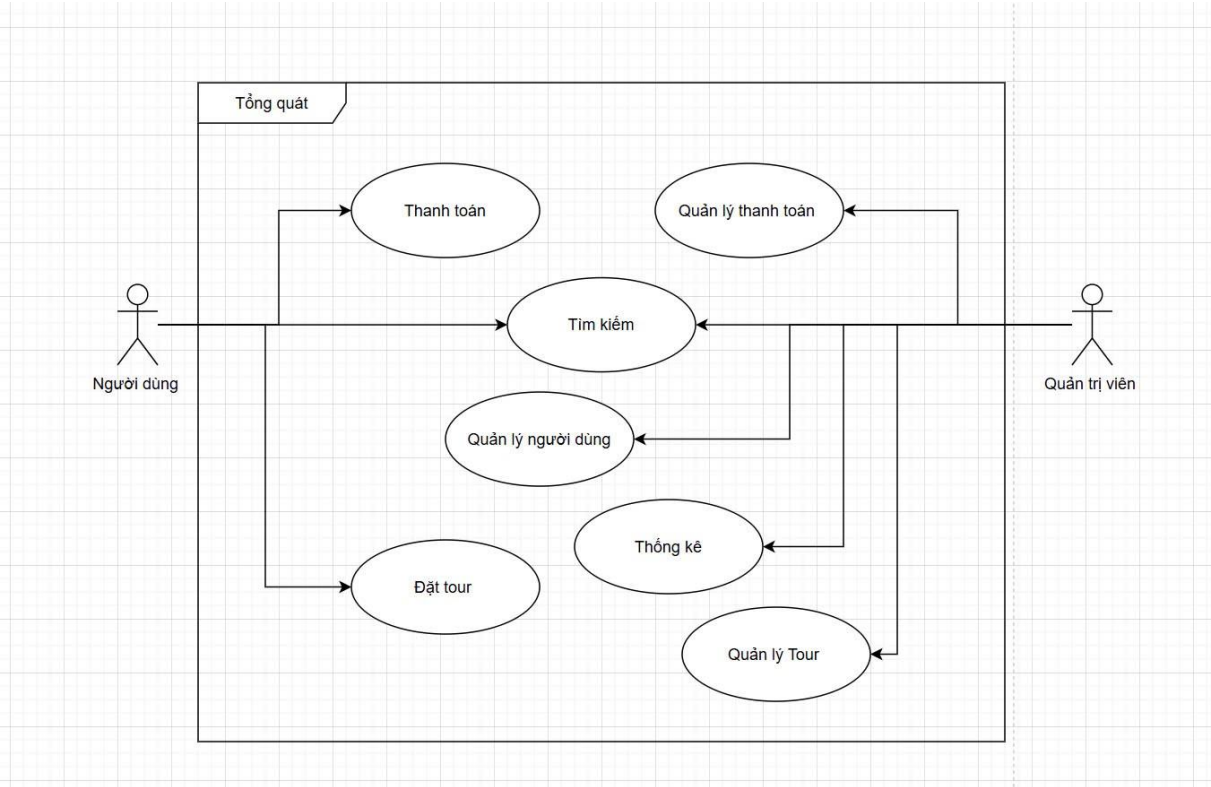 Tổng quát
Thanh toán
Quản lý thanh toán
Tìm kiếm
Người dùng
Quản trị viên
Quản lý người dùng
Thống kê
Đặt tour
Quản lý Tour